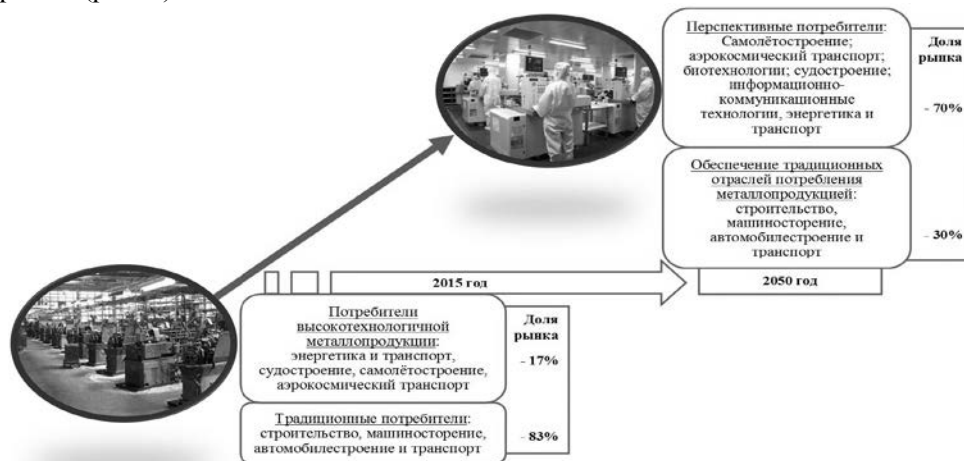 Перспективные потребители:
Самолётостроение;
аэрокосмический транспорт;
биотехнологии; судостроение;
информационно-
коммуникационные
технологии, энергетика и
транспорт
Доля
рынка
- 70%
Обеспечение традиционных
отраслей потребления
металлопродукцией:
строительство,
машиносторение,
автомобилестроение и
транспорт
- 30%
2015 год
2050 год
Потребители
высокотехнологичной
металлопродукции:
энергетика и транспорт,
судостроение, самолётостроение,
аэрокосмический транспорт
Доля
рынка
- 17%
Традиционные потребители:
строительство, машиносторение,
автомобилестроение и транспорт
- 83%